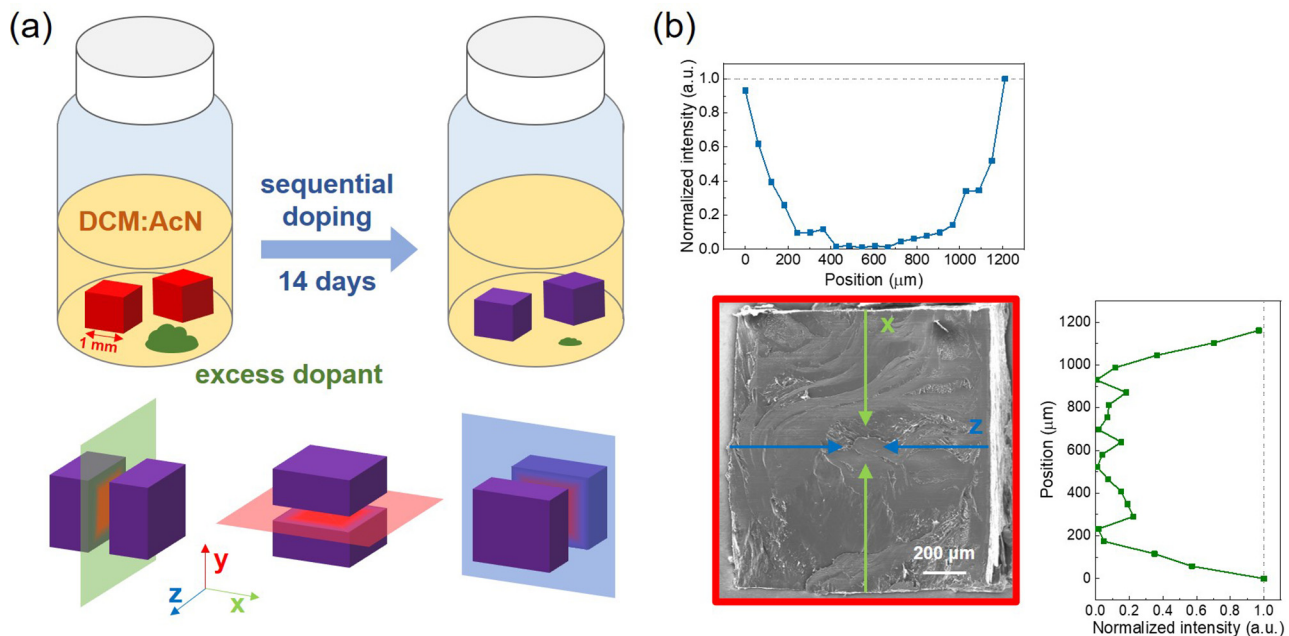 (a)
DCM:AcN
1 mm
sequential
doping
14 days
excess dopant
y
z
x
(b)
Normalized intensity (a.u.)
1.0
0.8
0.6
0.4
0.2
0.0
0 200 400 600 800 1000 1200
Position (μm)
x
z
200 μm
Position (μm)
1200
1000
800
600
400
200
0
0.0 0.2 0.4 0.6 0.8 1.0
Normalized intensity (a.u.)